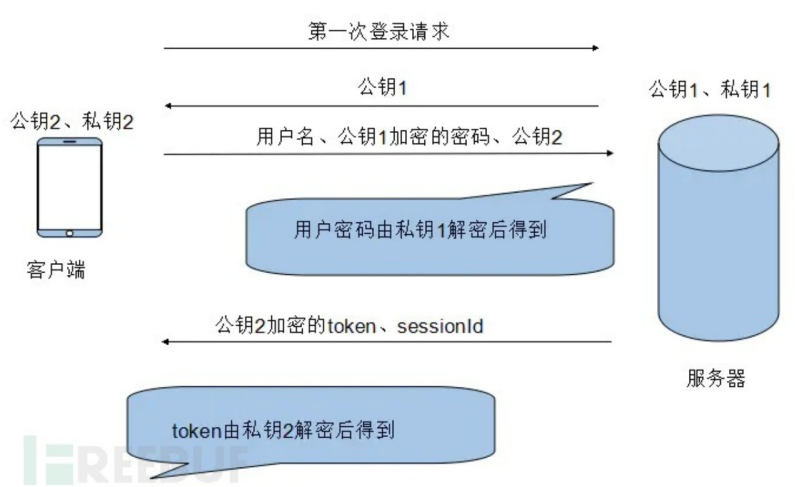 第一次登录请求
公钥1
公钥1、私钥1
公钥2、私钥2
用户名、公钥1加密的密码、公钥2
用户密码由私钥1解密后得到
客户端
公钥2加密的token、sessionId
服务器
token由私钥2解密后得到
FREEBUF